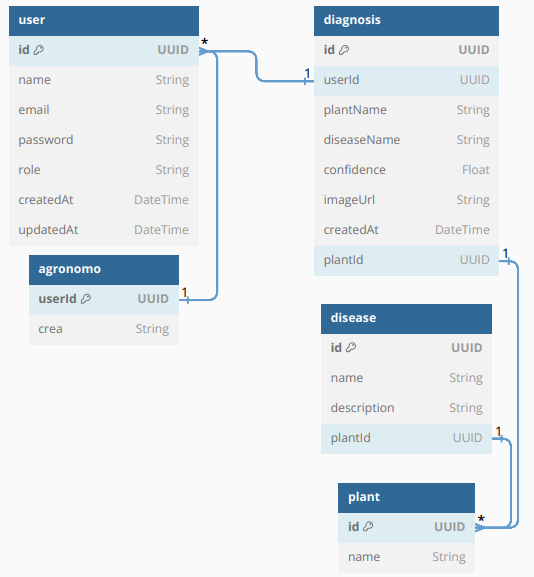 user
id UUID
name String
email String
password String
role String
createdAt DateTime
updatedAt DateTime
*
1
diagnosis
id UUID
userId UUID
plantName String
diseaseName String
confidence Float
imageUrl String
createdAt DateTime
plantId UUID
1
agronomo
userId UUID
crea String
1
disease
id UUID
name String
description String
plantId UUID
1
plant
id UUID
name String
*